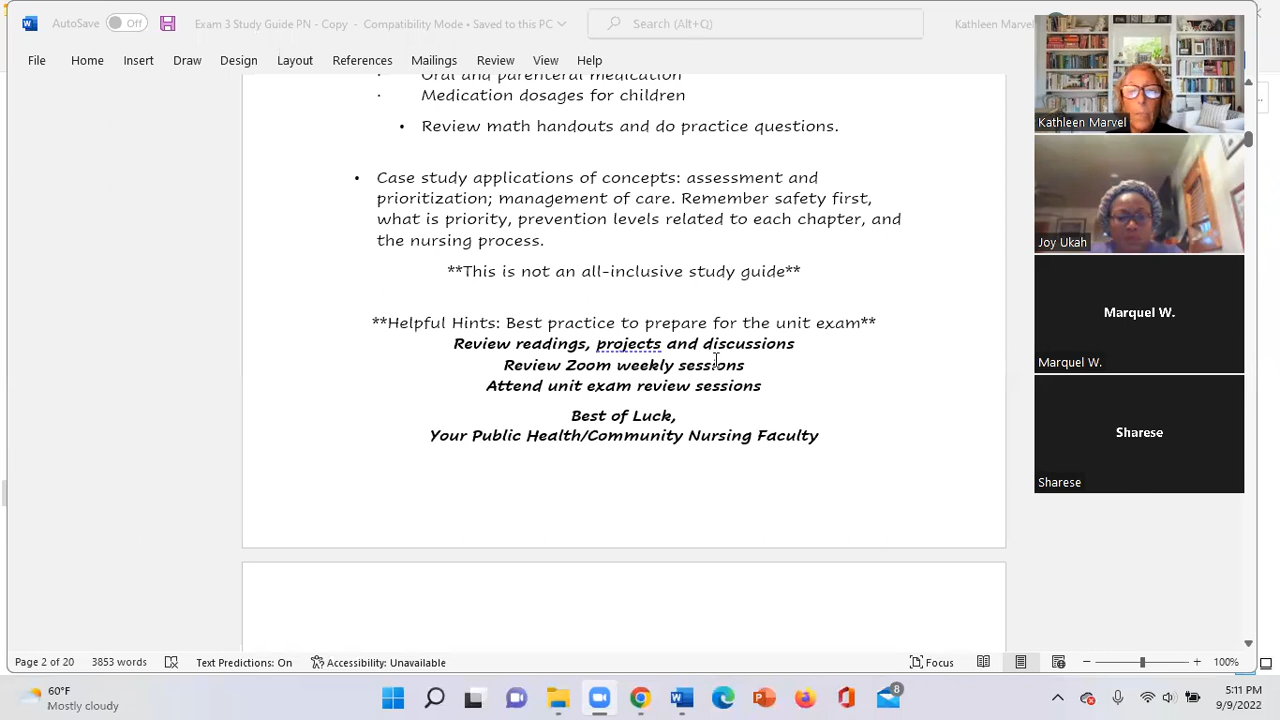 AutoSave Off Exam 3 Study Guide PN - Copy - Compatibility Mode • Saved to this PC Search (Alt+Q) Kathleen Marvel
File Home Insert Draw Design Layout References Mailings Review View Help
Oral and parenteral medication
Medication dosages for children
• Review math handouts and do practice questions.
• Case study applications of concepts: assessment and
prioritization; management of care. Remember safety first,
what is priority, prevention levels related to each chapter, and
the nursing process.
**This is not an all-inclusive study guide**
**Helpful Hints: Best practice to prepare for the unit exam**
Review readings, projects and discussions
Review Zoom weekly sessions
Attend unit exam review sessions
Best of Luck,
Your Public Health/Community Nursing Faculty
Kathleen Marvel
Joy Ukah
Marquel W.
Marquel W.
Sharese
Sharese
Page 2 of 20 3853 words Text Predictions: On Accessibility: Unavailable Focus 100%
60°F
Mostly cloudy
8
5:11 PM
9/9/2022